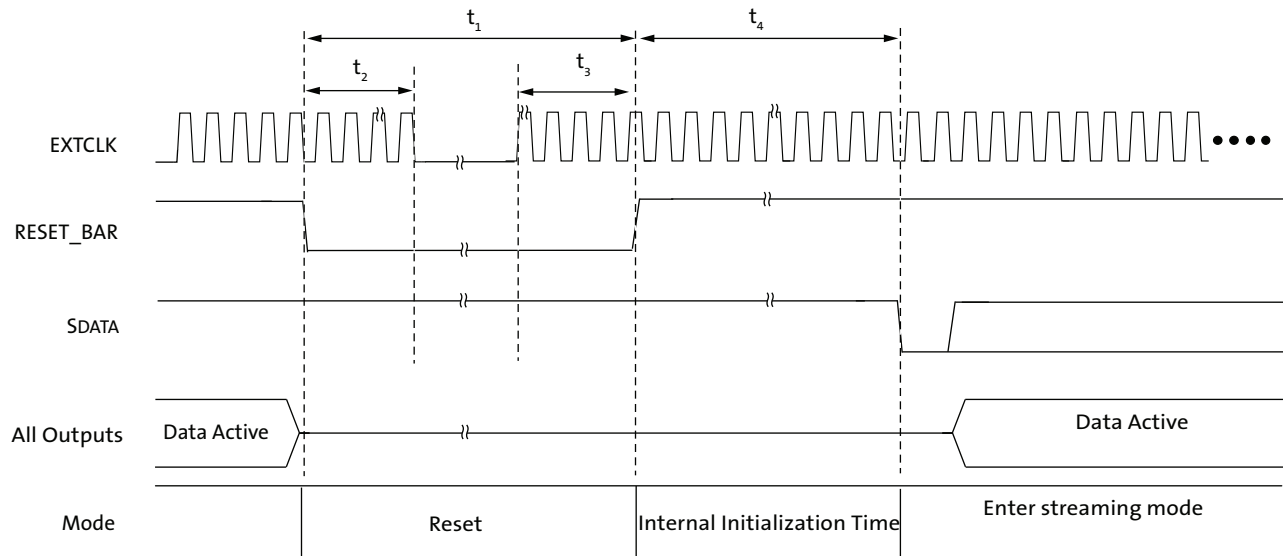 t1
t4
t2
t3
EXTCLK
RESET_BAR
SDATA
All Outputs
Data Active
Data Active
Mode
Reset
Internal Initialization Time
Enter streaming mode